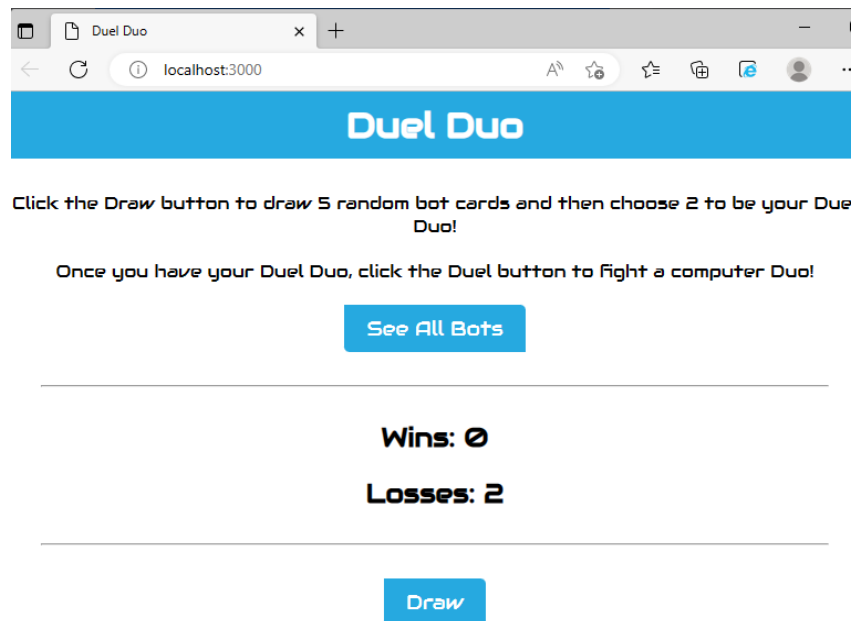 Duel Duo
localhost:3000
Duel Duo
Click the Draw button to draw 5 random bot cards and then choose 2 to be your Due
Duo!
Once you have your Duel Duo, click the Duel button to fight a computer Duo!
See All Bots
Wins: 0
Losses: 2
Draw